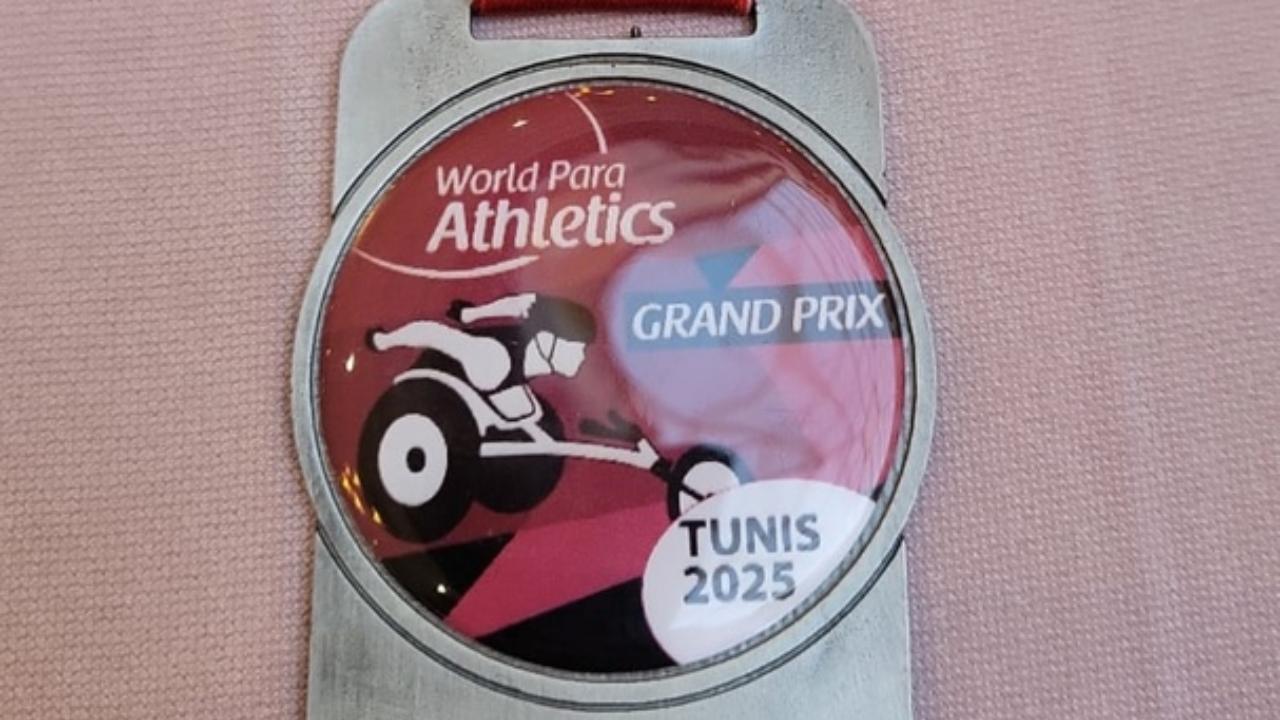 World Para
Athletics
GRAND PRIX
TUNIS
2025